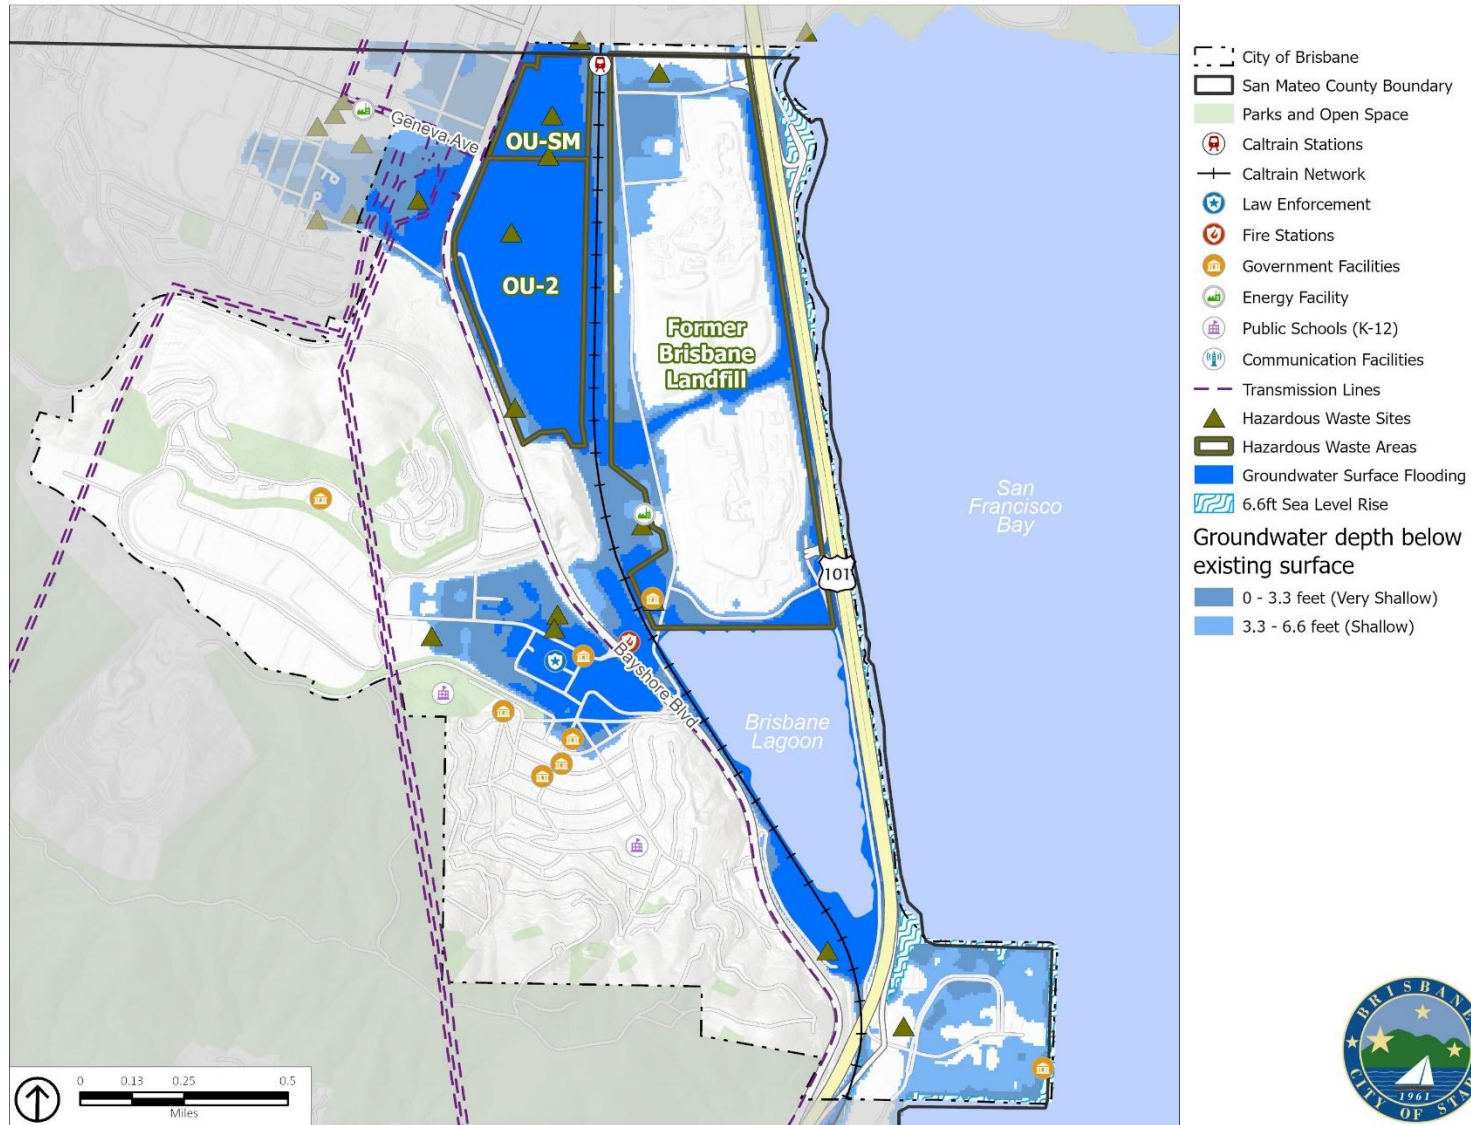 Geneva Ave
OU-SM
OU-2
Former
Brisbane
Landfill
San
Francisco
Bay
101
Bayshore Blvd
Brisbane
Lagoon
0 0.13 0.25 0.5
Miles
City of Brisbane
San Mateo County Boundary
Parks and Open Space
Caltrain Stations
Caltrain Network
Law Enforcement
Fire Stations
Government Facilities
Energy Facility
Public Schools (K-12)
Communication Facilities
Transmission Lines
Hazardous Waste Sites
Hazardous Waste Areas
Groundwater Surface Flooding
6.6ft Sea Level Rise
Groundwater depth below
existing surface
0 - 3.3 feet (Very Shallow)
3.3 - 6.6 feet (Shallow)
BRISBANE
1961
CITY OF STA